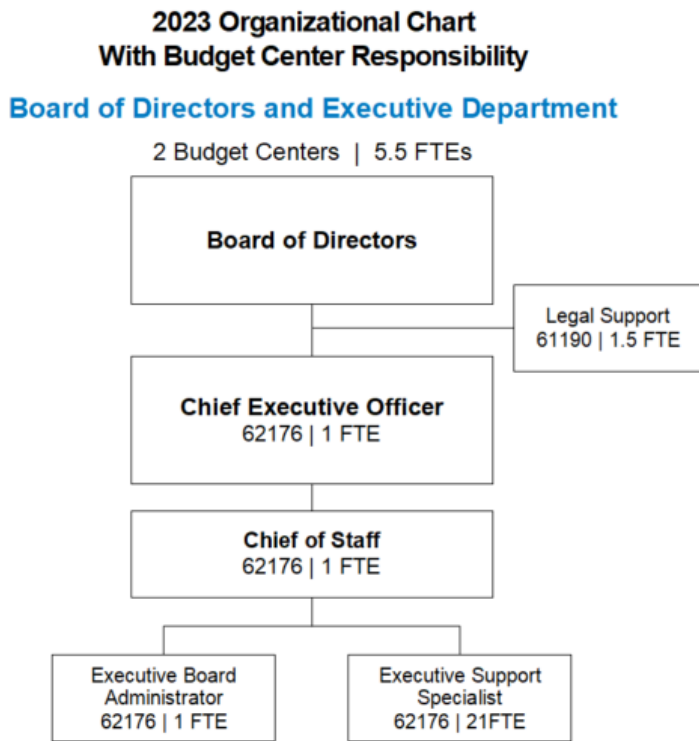 2023 Organizational Chart
With Budget Center Responsibility
Board of Directors and Executive Department
2 Budget Centers | 5.5 FTEs
Board of Directors
Legal Support
61190 | 1.5 FTE
Chief Executive Officer
62176 | 1 FTE
Chief of Staff
62176 | 1 FTE
Executive Board
Administrator
62176 | 1 FTE
Executive Support
Specialist
62176 | 21FTE